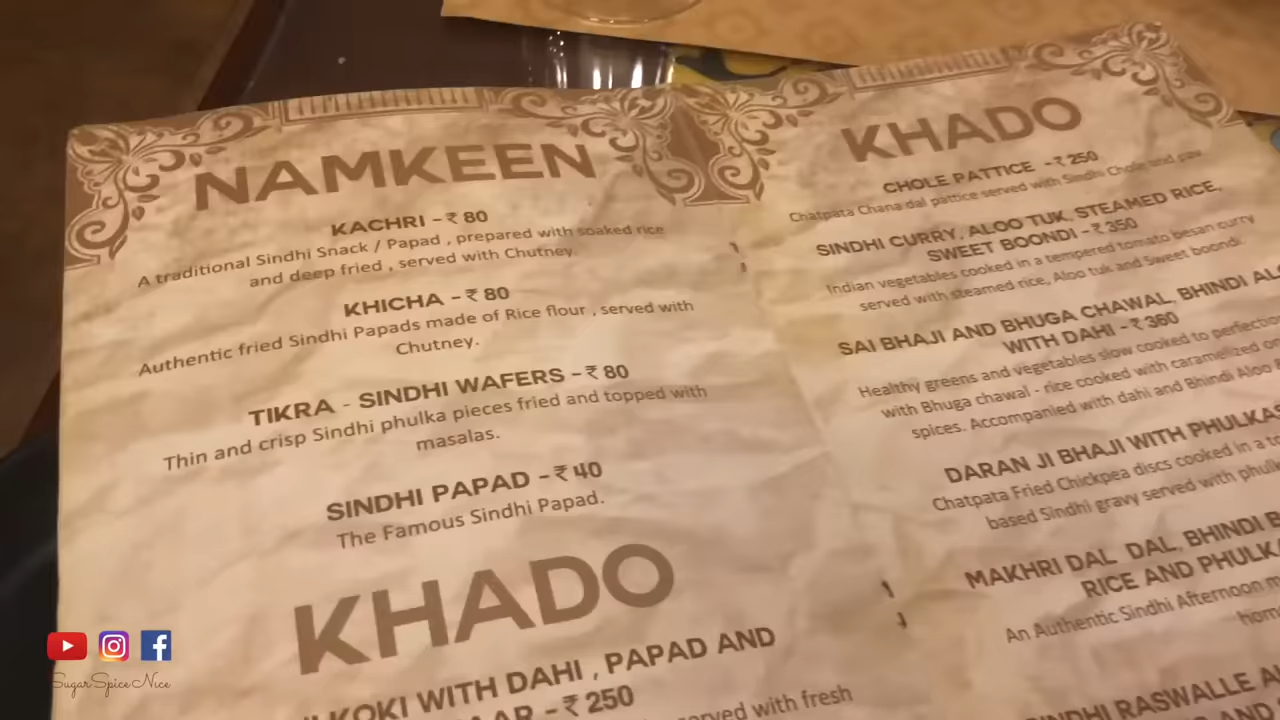 NAMKEEN
KACHRI - ₹ 80
A traditional Sindhi Snack / Papad , prepared with soaked rice
and deep fried , served with Chutney.
KHICHA - ₹ 80
Authentic fried Sindhi Papads made of Rice flour , served with
Chutney.
TIKRA - SINDHI WAFERS - ₹ 80
Thin and crisp Sindhi phulka pieces fried and topped with
masalas.
SINDHI PAPAD - ₹ 40
The Famous Sindhi Papad.
KHADO
KOKI WITH DAHI , PAPAD AND
- ₹ 250
served with fresh
KHADO
CHOLE PATTICE - ₹ 250
Chatpata Chana dal pattice served with Sindhi Chole and pav.
SINDHI CURRY, ALOO TUK, STEAMED RICE,
SWEET BOONDI - ₹ 350
Indian vegetables cooked in a tempered tomato besan curry
served with steamed rice, Aloo tuk and Sweet boondi.
SAI BHAJI AND BHUGA CHAWAL, BHINDI
WITH DAHI - ₹ 360
Healthy greens and vegetables slow cooked to perfection
with Bhuga chawal - rice cooked with caramelized
spices. Accompanied with dahi and Bhindi Aloo
DARAN JI BHAJI WITH PHULKAS
Chatpata Fried Chickpea discs cooked in a
based Sindhi gravy served with
MAKHRI DAL DAL, BHINDI
RICE AND
An Authentic Sindhi Afternoon
RASWALLE
AND
SugarSpiceNice